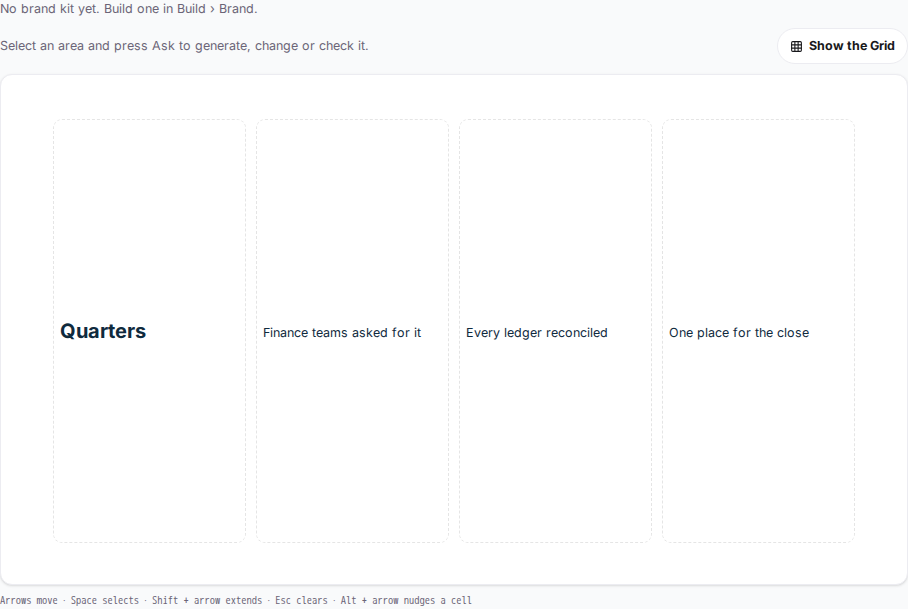 No brand kit yet. Build one in Build › Brand.
Select an area and press Ask to generate, change or check it.
Show the Grid
Quarters
Finance teams asked for it
Every ledger reconciled
One place for the close
Arrows move · Space selects · Shift + arrow extends · Esc clears · Alt + arrow nudges a cell